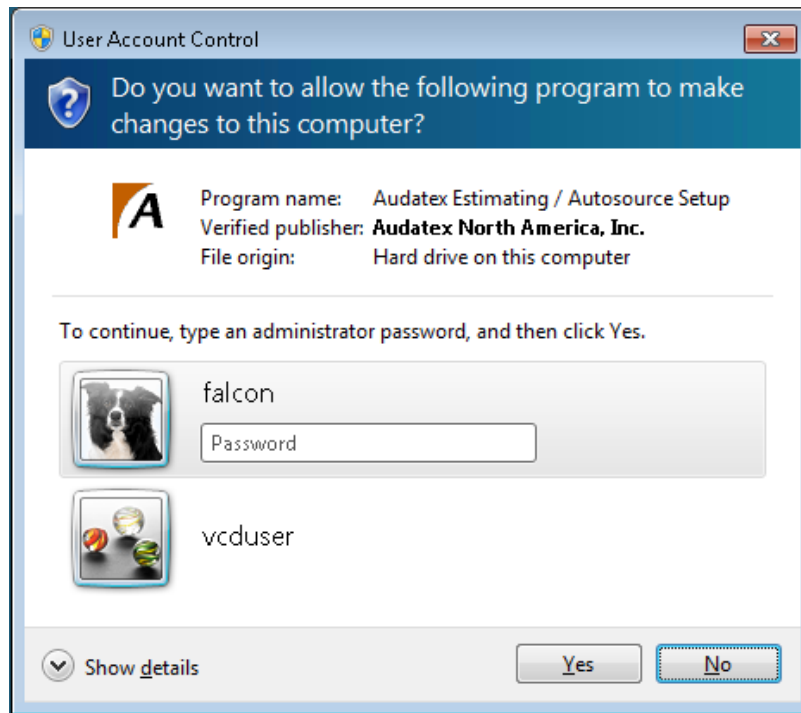 User Account Control
Do you want to allow the following program to make
changes to this computer?
A
Program name: Audatex Estimating / Autosource Setup
Verified publisher: Audatex North America, Inc.
File origin: Hard drive on this computer
To continue, type an administrator password, and then click Yes.
falcon
Password
vcduser
Show details
Yes
No